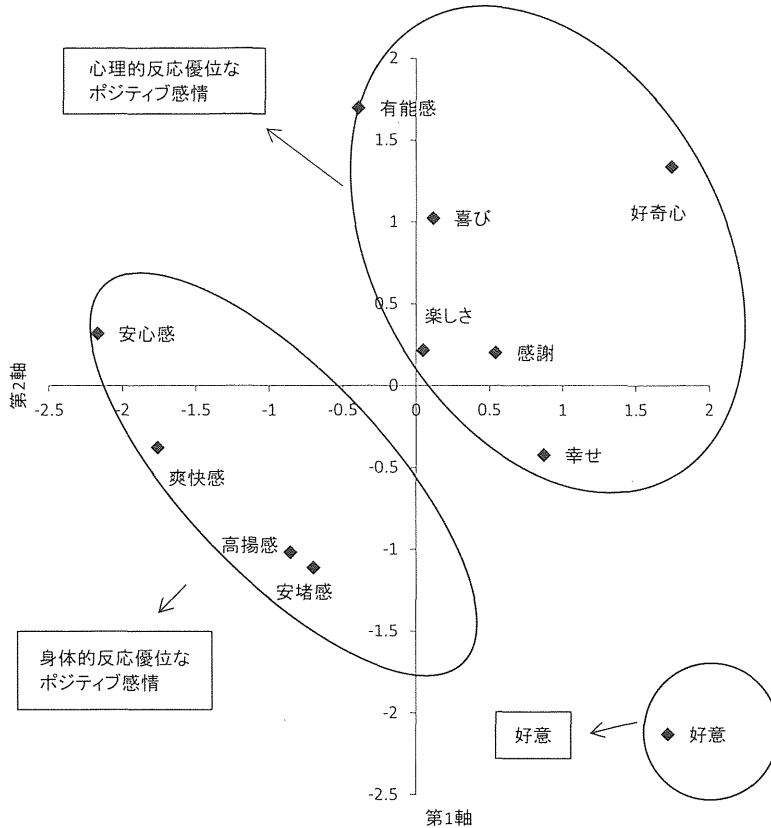 心理的反応優位な
ポジティブ感情
2
有能感
1.5
好奇心
1
喜び
0.5
楽しさ
安心感
感謝
第2軸
0
-2.5
-2
-1.5
-1
-0.5
0
0.5
1
1.5
2
爽快感
-0.5
幸せ
高揚感
-1
安堵感
-1.5
身体的反応優位な
ポジティブ感情
-2
好意
好意
-2.5
第1軸